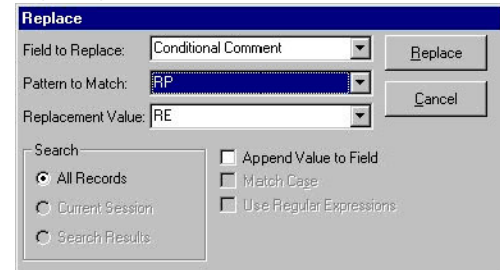 Replace
Field to Replace: Conditional Comment Replace
Pattern to Match: RP
Cancel
Replacement Value: RE
Search
Append Value to Field
All Records
Match Case
Current Session
Use Regular Expressions
Search Results